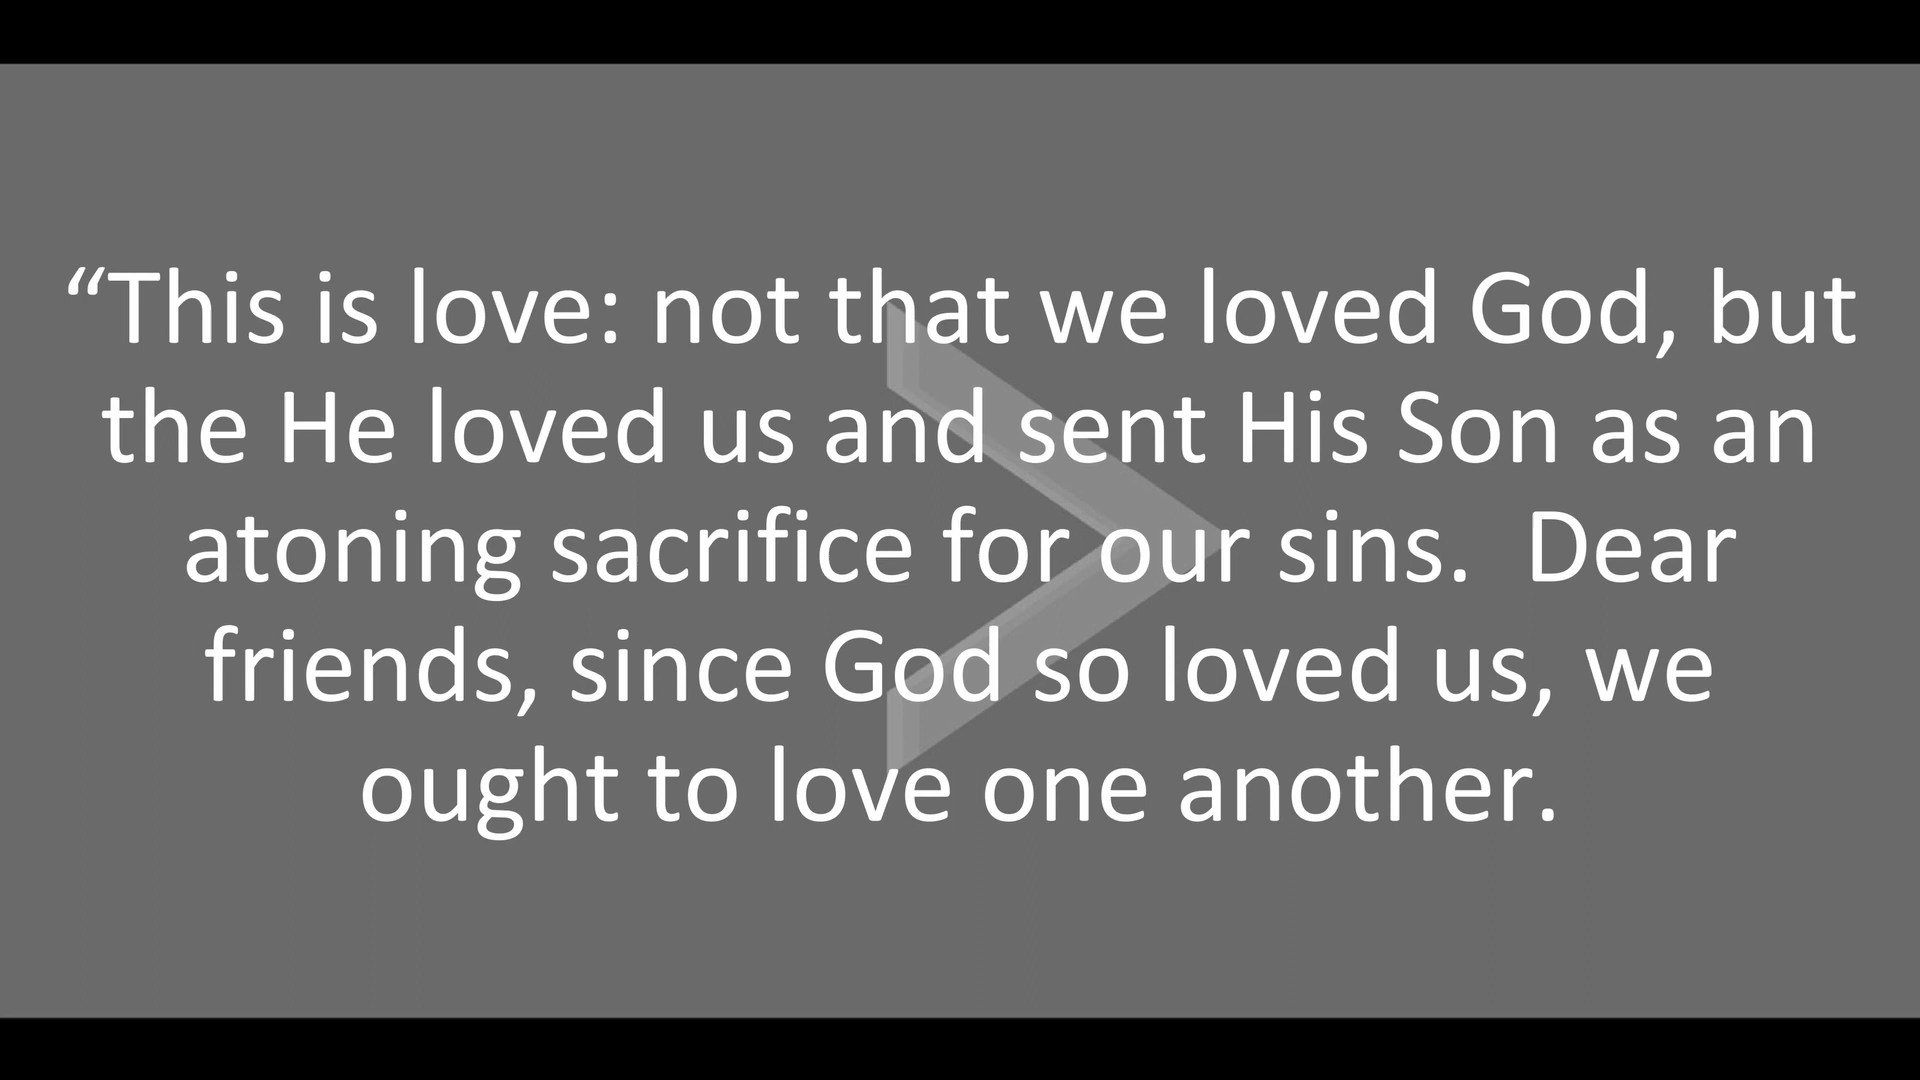 “This is love: not that we loved God, but
the He loved us and sent His Son as an
atoning sacrifice for our sins.  Dear
friends, since God so loved us, we
ought to love one another.